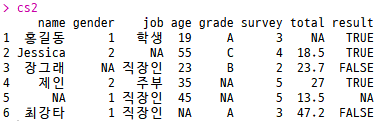 > cs2
name gender job age grade survey total result
1 홍길동 1 학생 19 A 3 NA TRUE
2 Jessica 2 NA 55 C 4 18.5 TRUE
3 장그래 NA 직장인 23 B 2 23.7 FALSE
4 제인 2 주부 35 NA 5 27 TRUE
5 NA 1 직장인 45 NA 5 13.5 NA
6 최강타 1 직장인 NA A 3 47.2 FALSE